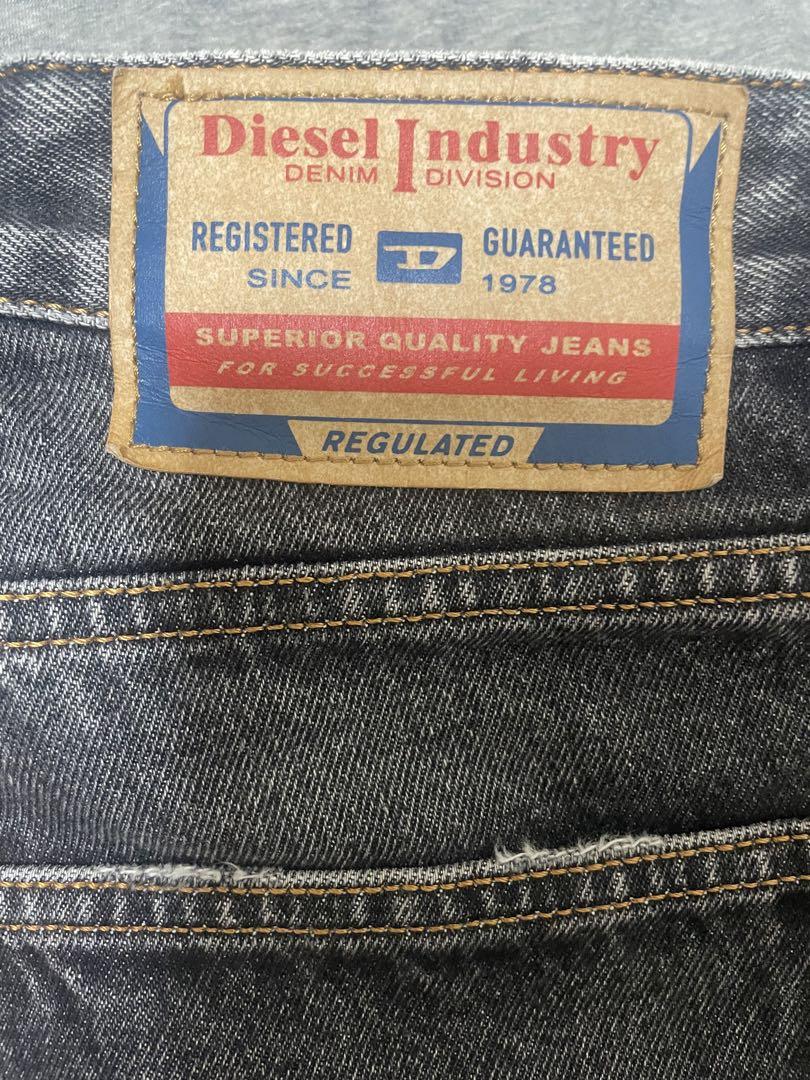 Diesel Industry
DENIM DIVISION
REGISTERED D GUARANTEED
SINCE 1978
SUPERIOR QUALITY JEANS
FOR SUCCESSFUL LIVING
REGULATED